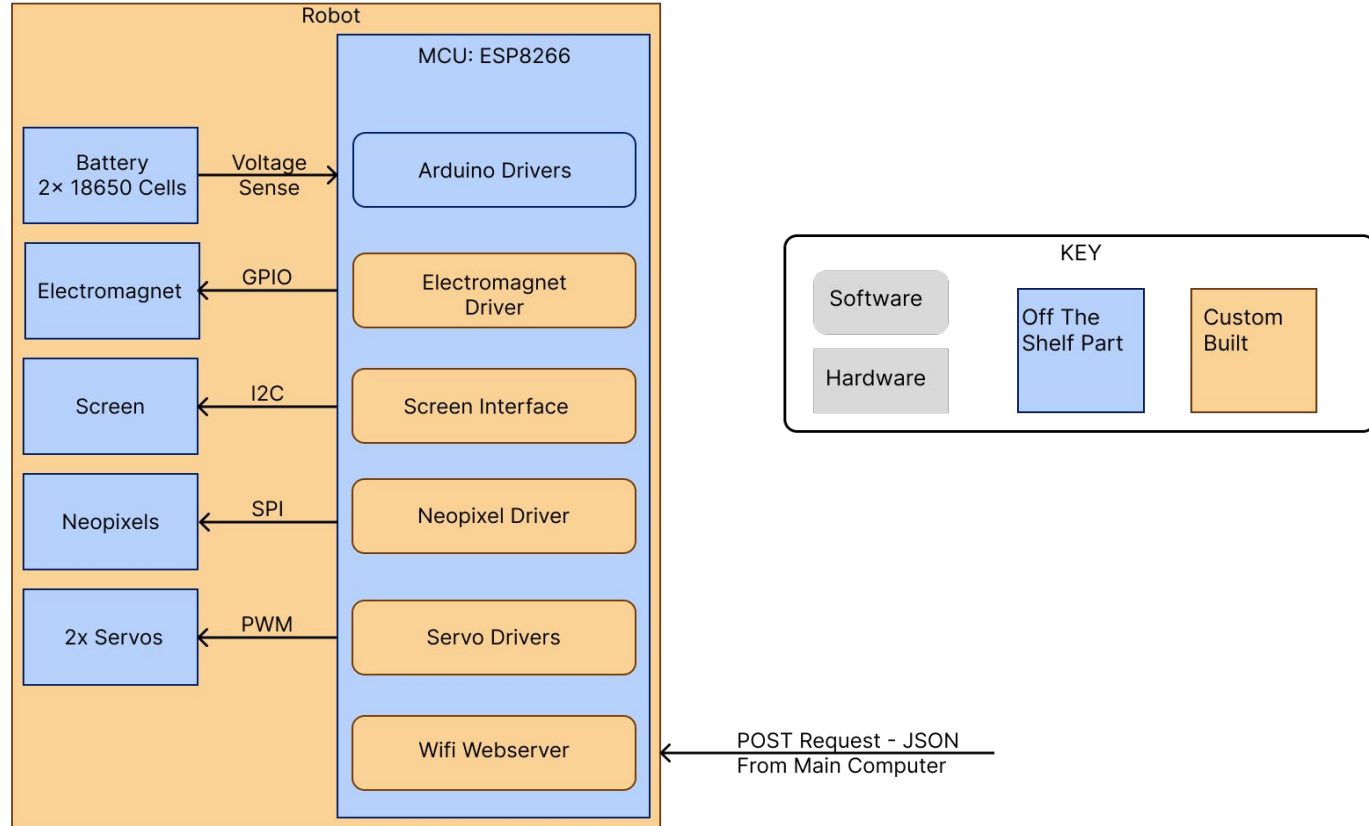 Robot
MCU: ESP8266
Battery
2× 18650 Cells
Voltage
Sense
Arduino Drivers
Electromagnet
GPIO
Electromagnet
Driver
Screen
I2C
Screen Interface
Neopixels
SPI
Neopixel Driver
2x Servos
PWM
Servo Drivers
Wifi Webserver
POST Request - JSON
From Main Computer
KEY
Software
Hardware
Off The
Shelf Part
Custom
Built